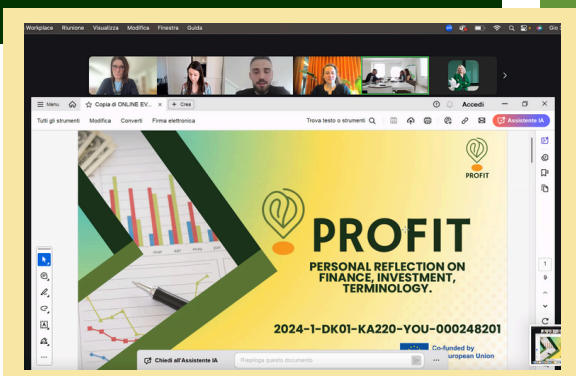 Workplace Riunione Visualizza Modifica Finestra Guida
Menu Copia di ONLINE EV... × + Crea Accedi
Tutti gli strumenti Modifica Converti Firma elettronica Trova testo o strumenti Assistente IA
PROFIT
PROFIT
PERSONAL REFLECTION ON
FINANCE, INVESTMENT,
TERMINOLOGY.
1
9
2024-1-DK01-KA220-YOU-000248201
Co-funded by
uropean Union
Chiedi all'Assistente IA Riepiloga questo documento